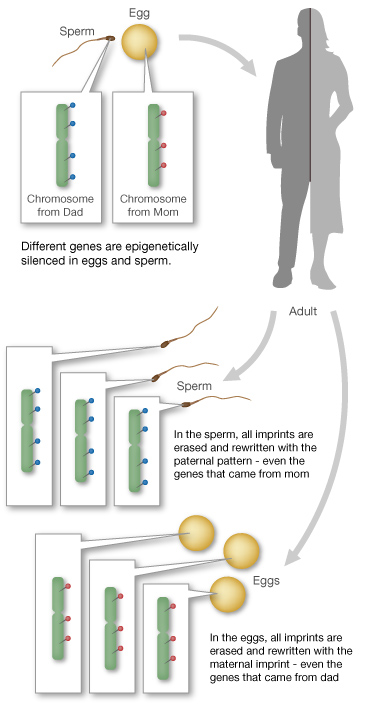 Egg
Sperm
Chromosome
from Dad
Chromosome
from Mom
Different genes are epigenetically
silenced in eggs and sperm.
Adult
Sperm
In the sperm, all imprints are
erased and rewritten with the
paternal pattern - even the
genes that came from mom
Eggs
In the eggs, all imprints are
erased and rewritten with the
maternal imprint - even the
genes that came from dad